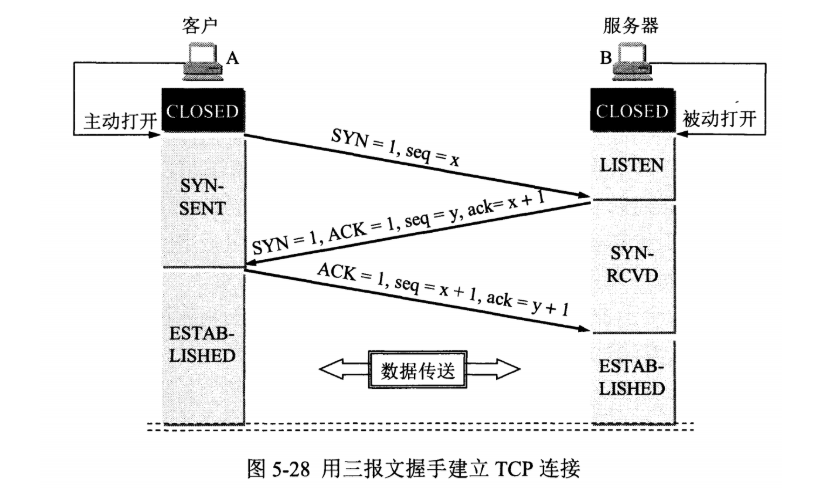 客户
服务器
A
B
CLOSED
CLOSED
主动打开
被动打开
SYN = 1, seq = x
LISTEN
SYN-
SENT
SYN = 1, ACK = 1, seq = y, ack= x + 1
SYN-
RCVD
ACK = 1, seq = x + 1, ack = y + 1
ESTAB-
LISHED
数据传送
ESTAB-
LISHED
图 5-28 用三报文握手建立 TCP 连接